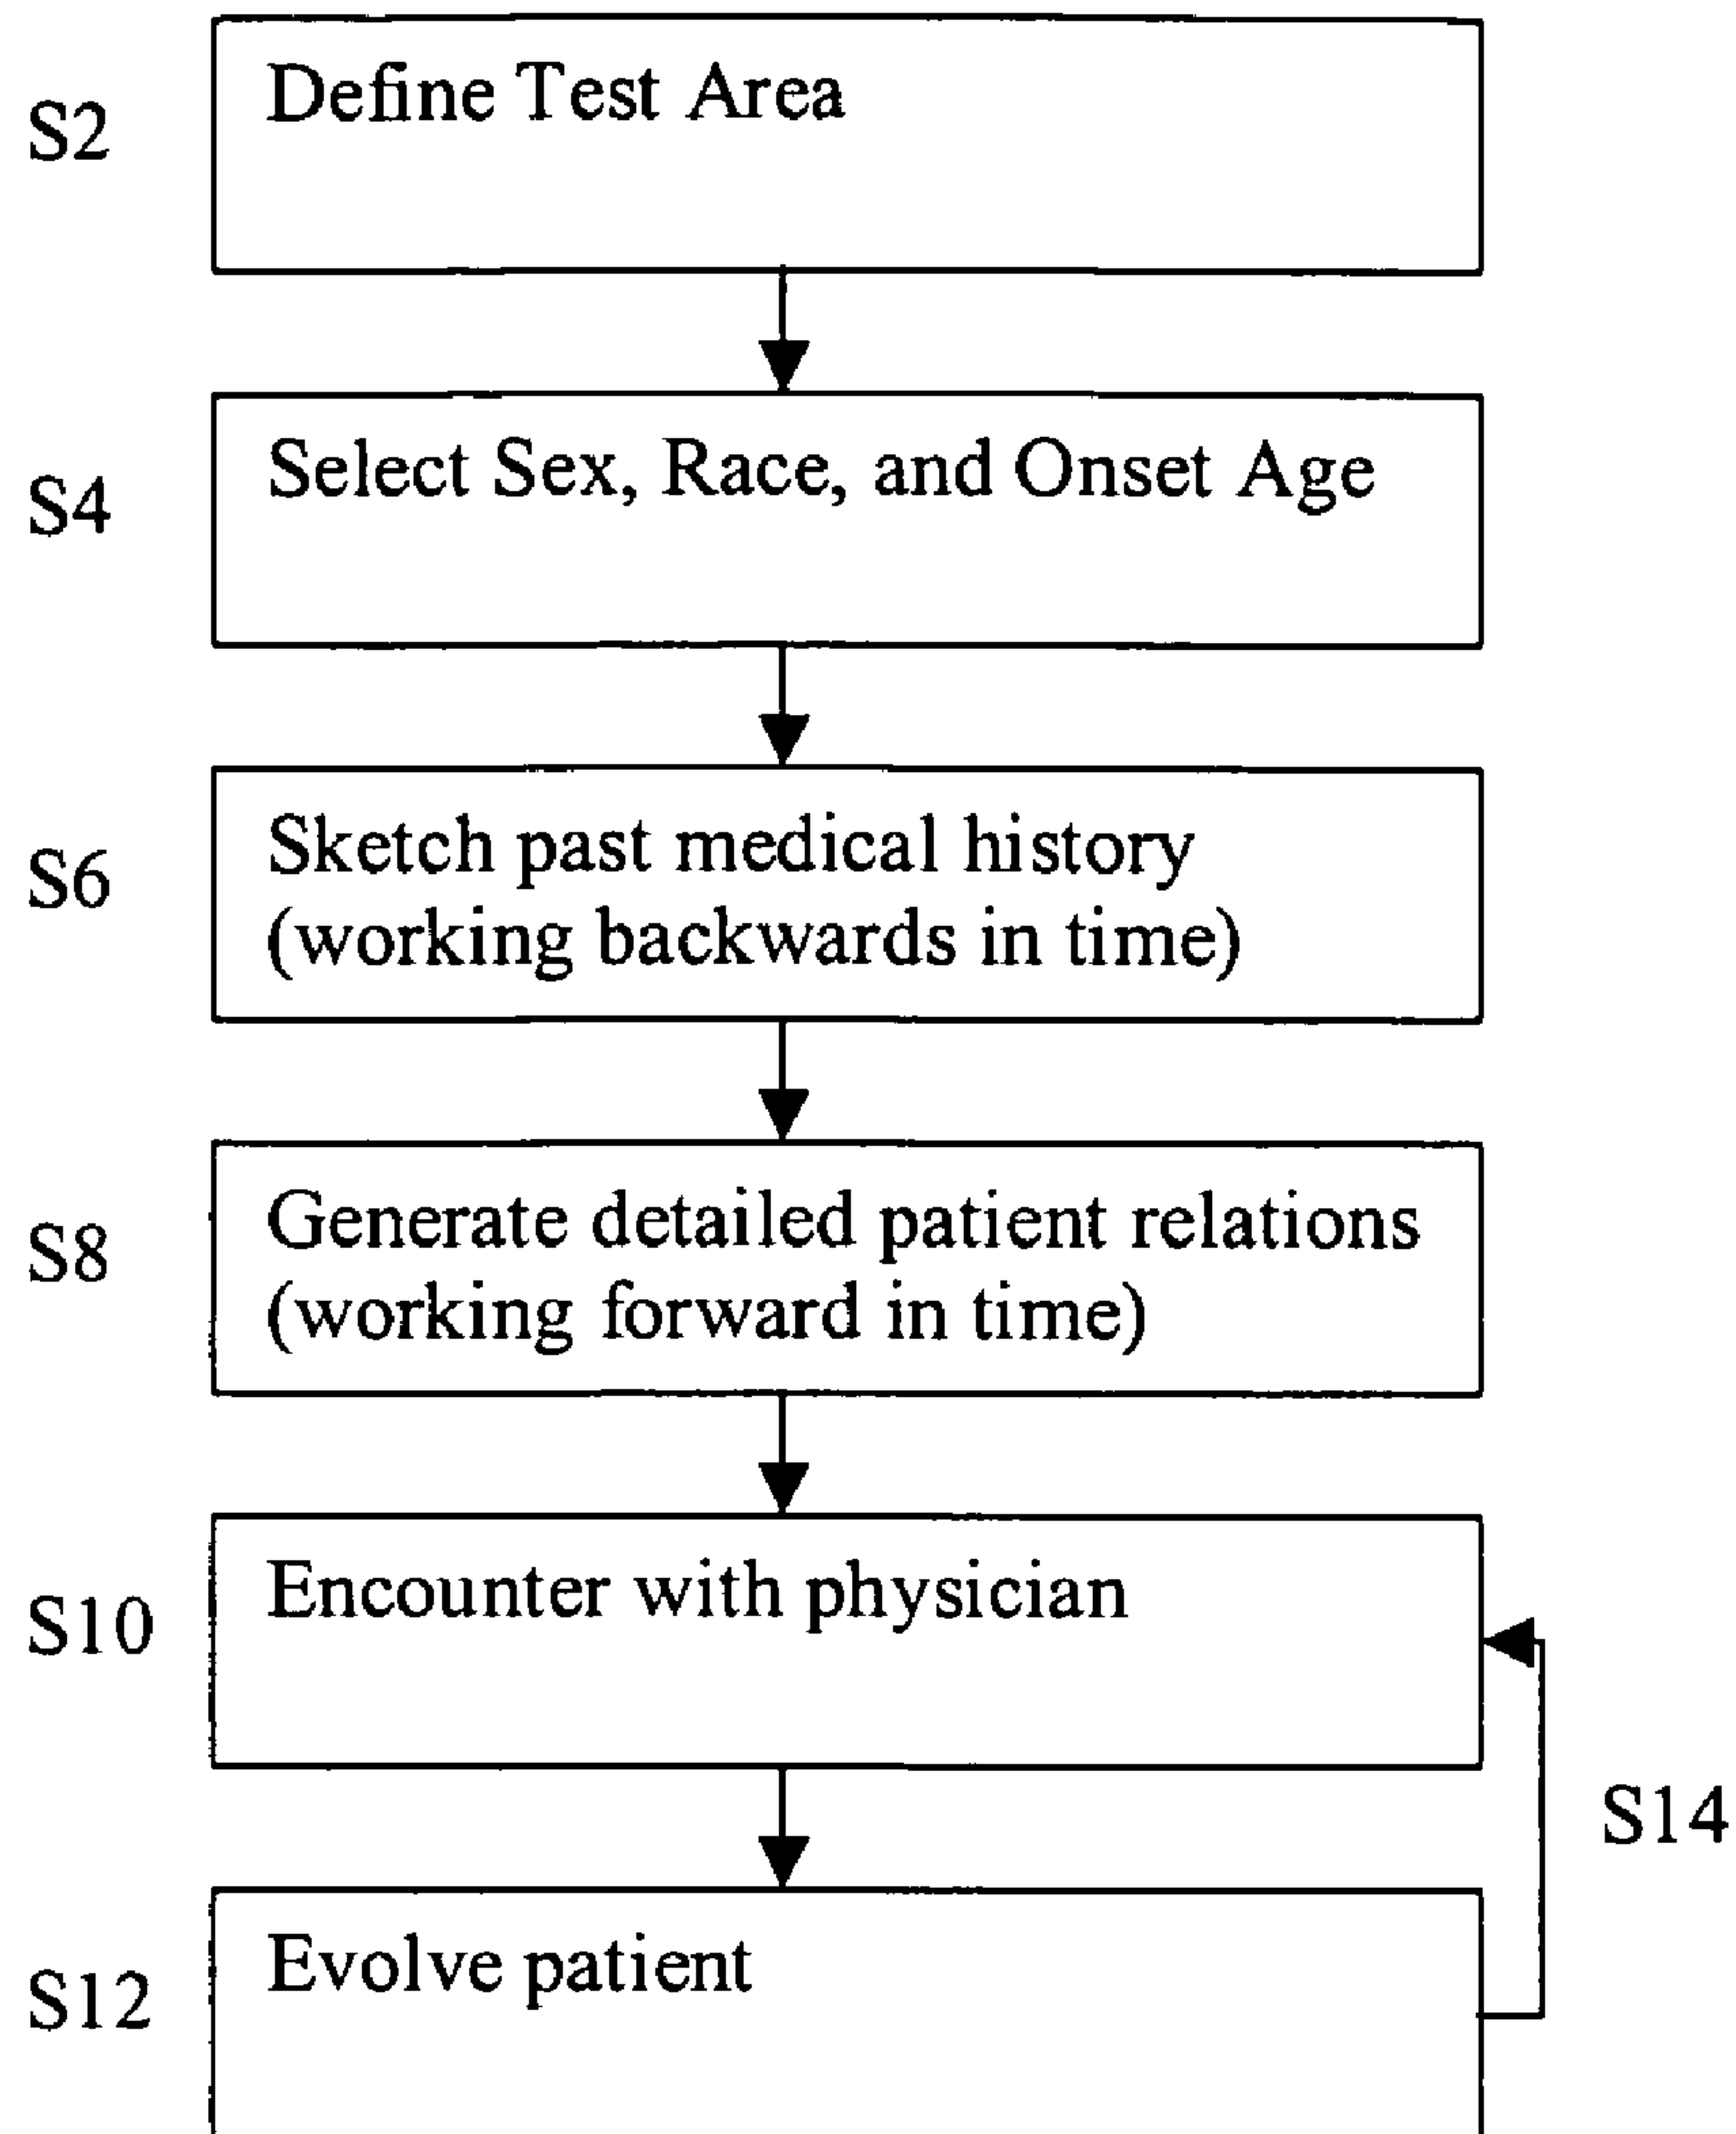 S2
Define Test Area
S4
Select Sex, Race, and Onset Age
S6
Sketch past medical history
(working backwards in time)
S8
Generate detailed patient relations
(working forward in time)
S10
Encounter with physician
S14
S12
Evolve patient